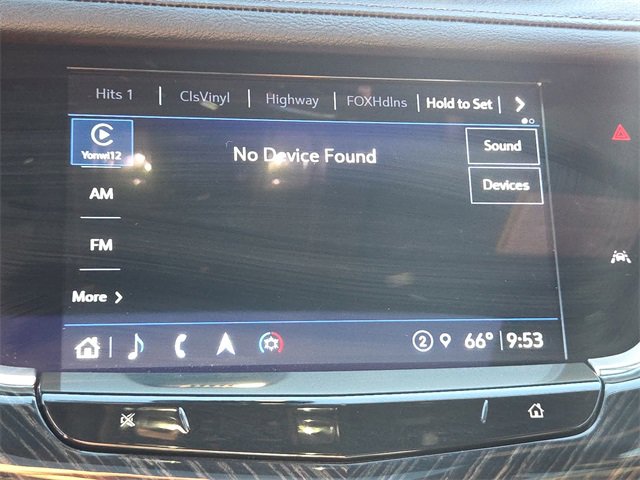 Hits 1 ClsVinyl Highway FOXHdlns Hold to Set
Yonwi12
No Device Found
Sound
AM
Devices
FM
More
2 66° 9:53